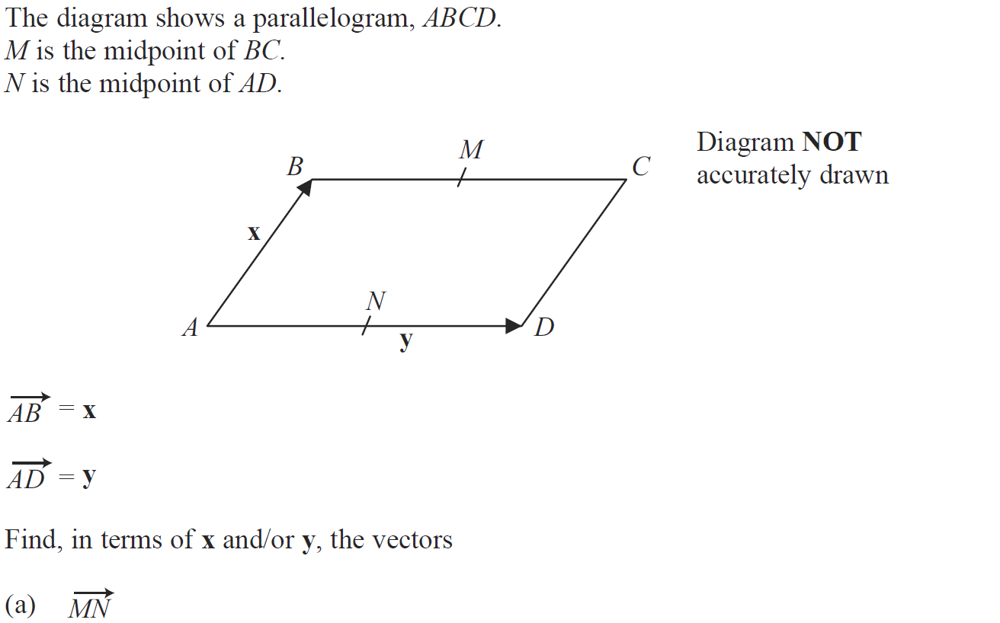 The diagram shows a parallelogram, ABCD.
M is the midpoint of BC.
N is the midpoint of AD.
Diagram NOT
accurately drawn
M
B
C
x
N
A
D
y
AB = x
AD = y
Find, in terms of x and/or y, the vectors
(a) MN